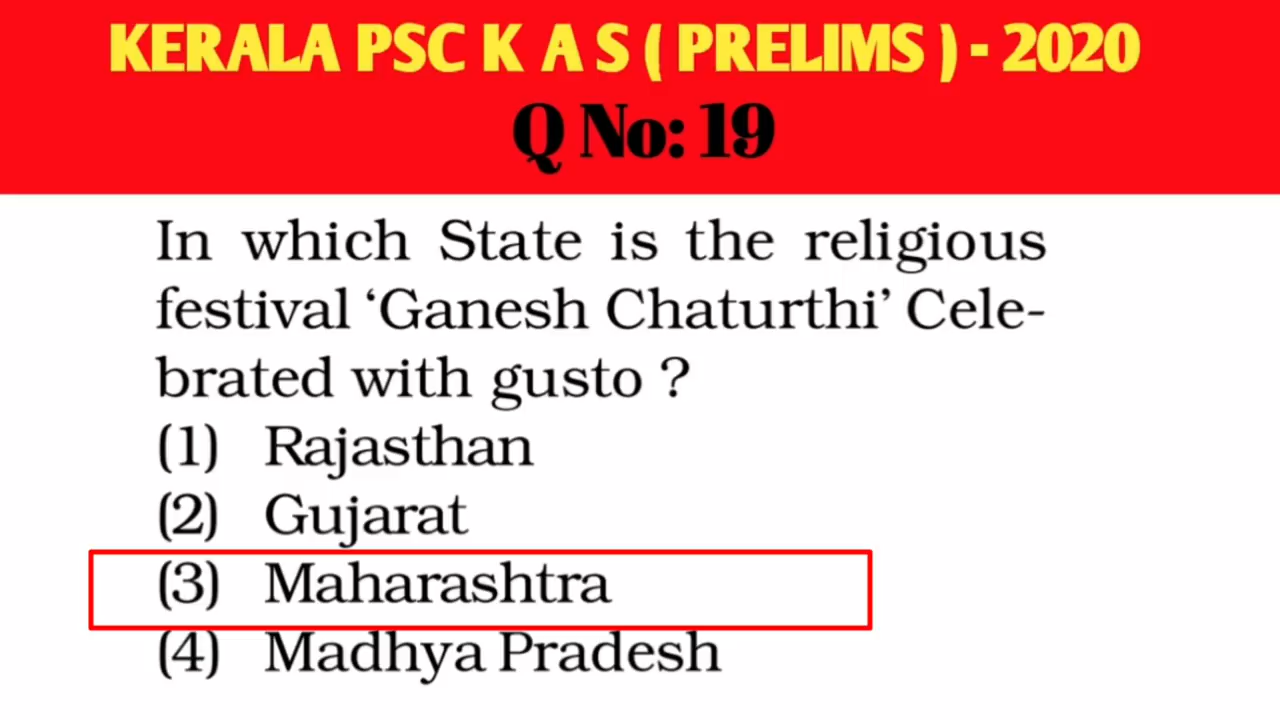 KERALA PSC K A S ( PRELIMS ) - 2020
Q No: 19
In which State is the religious
festival ‘Ganesh Chaturthi’ Cele-
brated with gusto ?
(1) Rajasthan
(2) Gujarat
(3) Maharashtra
(4) Madhya Pradesh